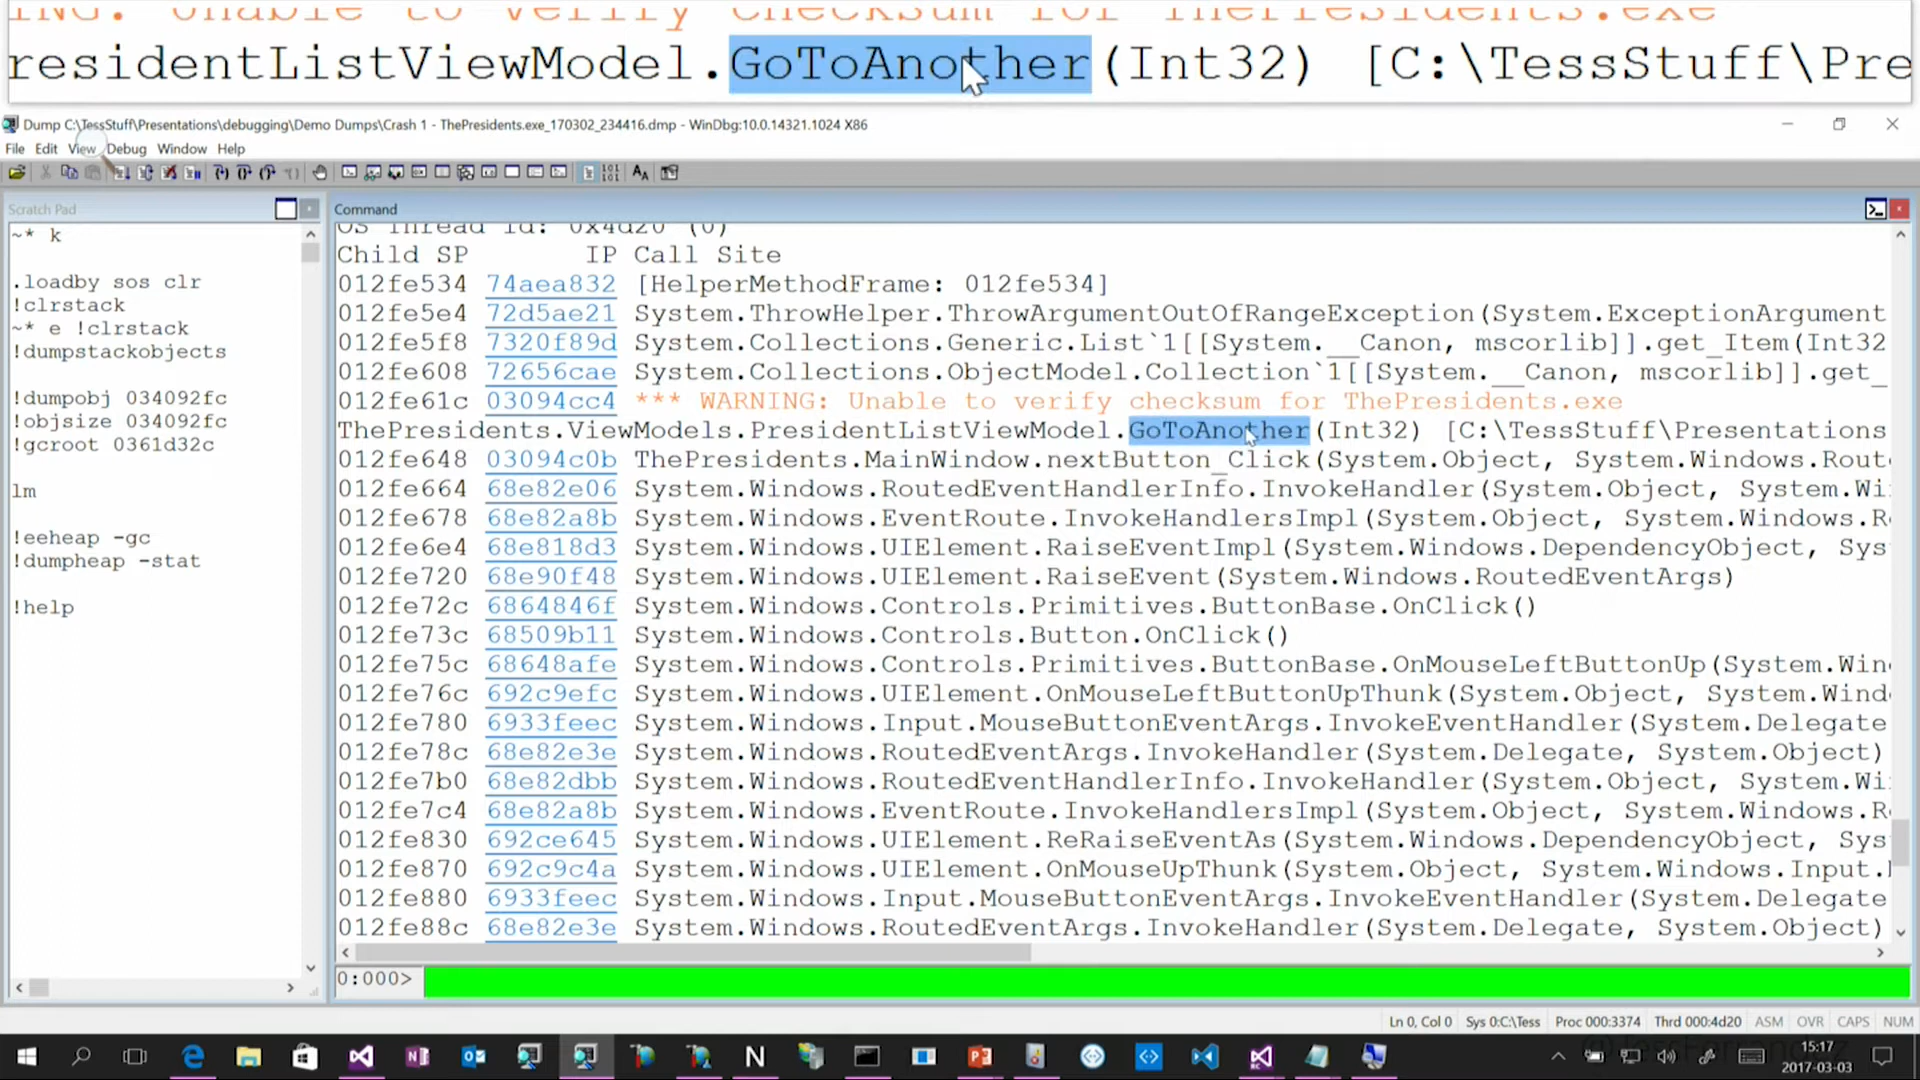 ING: Unable to verify checksum for ThePresidents.exe
residentListViewModel.GoToAnother(Int32) [C:\TessStuff\Pre
Dump C:\TessStuff\Presentations\debugging\Demo Dumps\Crash 1 - ThePresidents.exe_170302_234416.dmp - WinDbg:10.0.14321.1024 X86
File Edit View Debug Window Help
Scratch Pad
~* k
.loadby sos clr
!clrstack
~* e !clrstack
!dumpstackobjects
!dumpobj 034092fc
!objsize 034092fc
!gcroot 0361d32c
lm
!eeheap -gc
!dumpheap -stat
!help
Command
OS Thread Id: 0x4d20 (0)
Child SP IP Call Site
012fe534 74aea832 [HelperMethodFrame: 012fe534]
012fe5e4 72d5ae21 System.ThrowHelper.ThrowArgumentOutOfRangeException(System.ExceptionArgument
012fe5f8 7320f89d System.Collections.Generic.List`1[[System.__Canon, mscorlib]].get_Item(Int32
012fe608 72656cae System.Collections.ObjectModel.Collection`1[[System.__Canon, mscorlib]].get_
012fe61c 03094cc4 *** WARNING: Unable to verify checksum for ThePresidents.exe
ThePresidents.ViewModels.PresidentListViewModel.GoToAnother(Int32) [C:\TessStuff\Presentations
012fe648 03094c0b ThePresidents.MainWindow.nextButton_Click(System.Object, System.Windows.Rout
012fe664 68e82e06 System.Windows.RoutedEventHandlerInfo.InvokeHandler(System.Object, System.Wi
012fe678 68e82a8b System.Windows.EventRoute.InvokeHandlersImpl(System.Object, System.Windows.R
012fe6e4 68e818d3 System.Windows.UIElement.RaiseEventImpl(System.Windows.DependencyObject, Sys
012fe720 68e90f48 System.Windows.UIElement.RaiseEvent(System.Windows.RoutedEventArgs)
012fe72c 6864846f System.Windows.Controls.Primitives.ButtonBase.OnClick()
012fe73c 68509b11 System.Windows.Controls.Button.OnClick()
012fe75c 68648afe System.Windows.Controls.Primitives.ButtonBase.OnMouseLeftButtonUp(System.Win
012fe76c 692c9efc System.Windows.UIElement.OnMouseLeftButtonUpThunk(System.Object, System.Wind
012fe780 6933feec System.Windows.Input.MouseButtonEventArgs.InvokeEventHandler(System.Delegate
012fe78c 68e82e3e System.Windows.RoutedEventArgs.InvokeHandler(System.Delegate, System.Object)
012fe7b0 68e82dbb System.Windows.RoutedEventHandlerInfo.InvokeHandler(System.Object, System.Wi
012fe7c4 68e82a8b System.Windows.EventRoute.InvokeHandlersImpl(System.Object, System.Windows.R
012fe830 692ce645 System.Windows.UIElement.ReRaiseEventAs(System.Windows.DependencyObject, Sys
012fe870 692c9c4a System.Windows.UIElement.OnMouseUpThunk(System.Object, System.Windows.Input.
012fe880 6933feec System.Windows.Input.MouseButtonEventArgs.InvokeEventHandler(System.Delegate
012fe88c 68e82e3e System.Windows.RoutedEventArgs.InvokeHandler(System.Delegate, System.Object)
0:000>
Ln 0, Col 0 Sys 0:C:\Tess Proc 000:3374 Thrd 000:4d20 ASM OVR CAPS NUM
15:17
2017-03-03